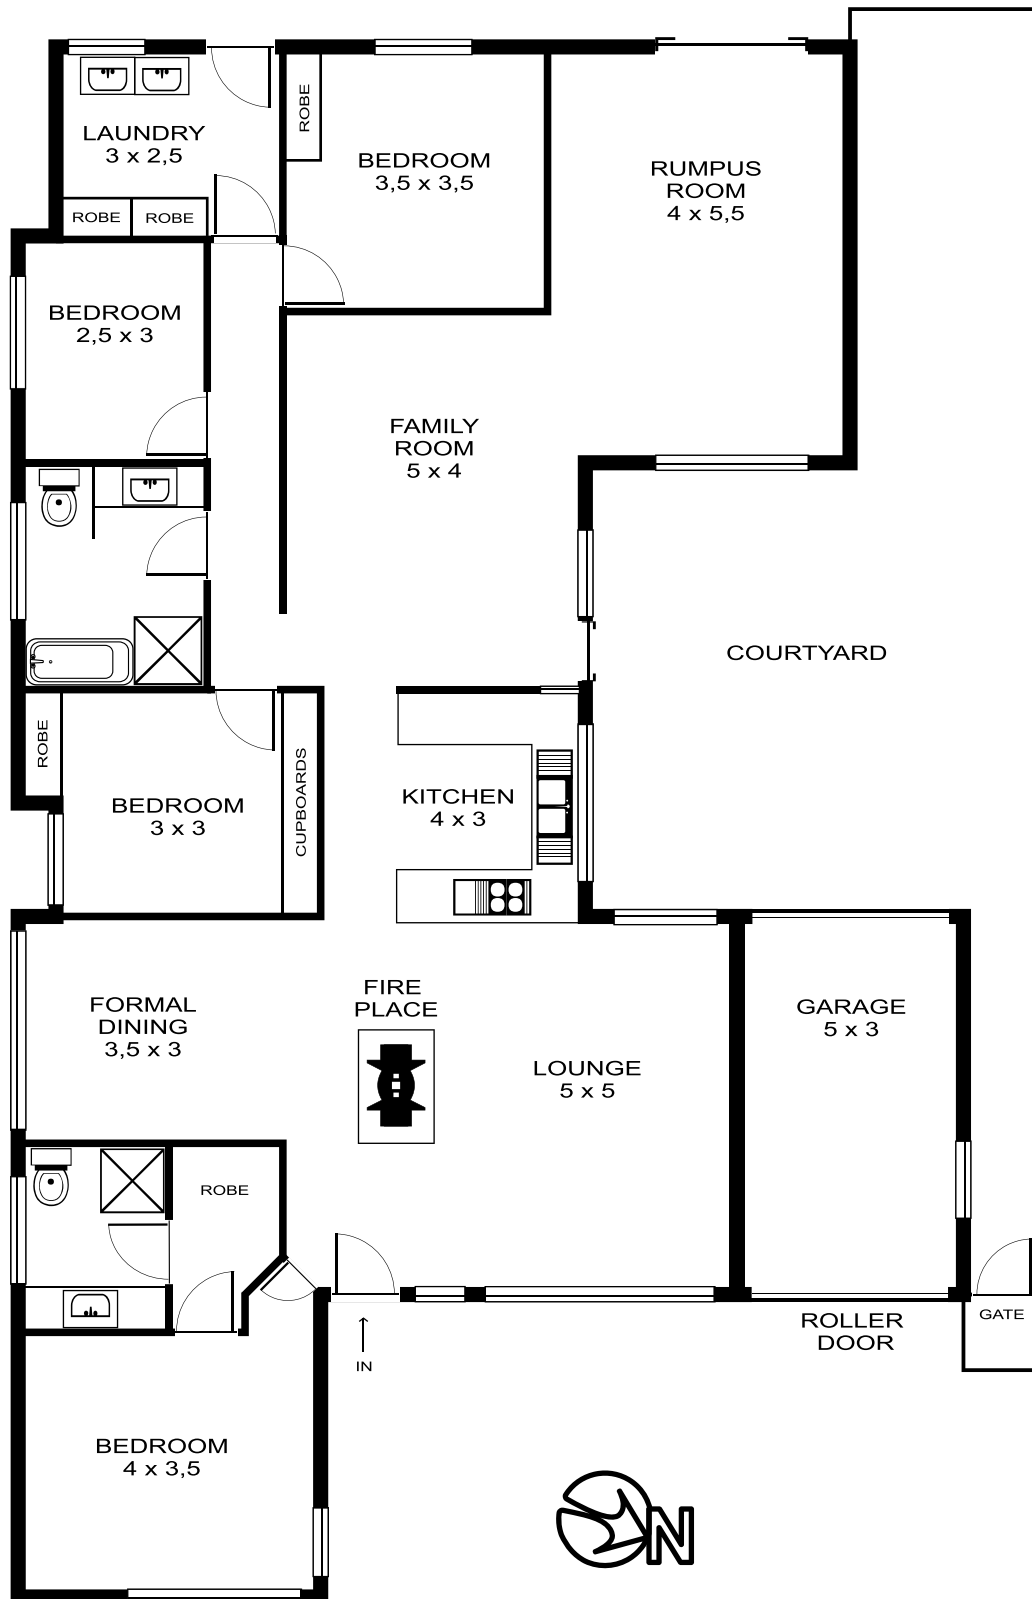 LAUNDRY
3 x 2,5
ROBE
ROBE
ROBE
BEDROOM
3,5 x 3,5
RUMPUS
ROOM
4 x 5,5
BEDROOM
2,5 x 3
FAMILY
ROOM
5 x 4
COURTYARD
ROBE
BEDROOM
3 x 3
CUPBOARDS
KITCHEN
4 x 3
FORMAL
DINING
3,5 x 3
FIRE
PLACE
LOUNGE
5 x 5
GARAGE
5 x 3
ROBE
IN
ROLLER
DOOR
GATE
BEDROOM
4 x 3,5
N